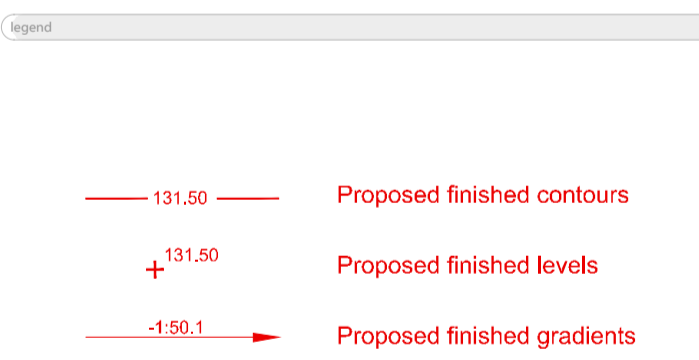 legend
131.50 Proposed finished contours
131.50 Proposed finished levels
-1:50.1 Proposed finished gradients